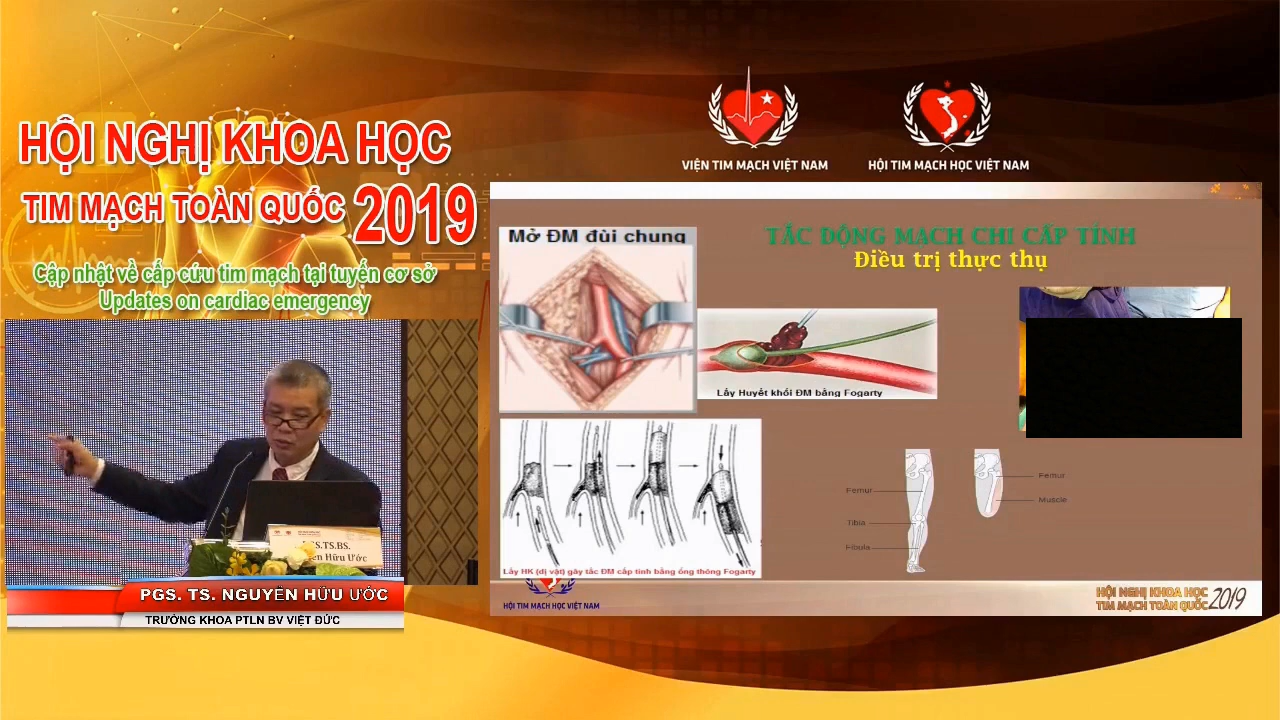 HỘI NGHỊ KHOA HỌC
TIM MẠCH TOÀN QUỐC 2019
Cập nhật về cấp cứu tim mạch tại tuyến cơ sở
Updates on cardiac emergency
VIỆN TIM MẠCH VIỆT NAM
HỘI TIM MẠCH HỌC VIỆT NAM
TẮC ĐỘNG MẠCH CHI CẤP TÍNH
Điều trị thực thụ
Mở ĐM đùi chung
Lấy Huyết khối ĐM bằng Fogarty
Lấy HK (dị vật) gây tắc ĐM cấp tính bằng ống thông Fogarty
Femur
Tibia
Fibula
Femur
Muscle
HỘI TIM MẠCH HỌC VIỆT NAM
HỘI NGHỊ KHOA HỌC
TIM MẠCH TOÀN QUỐC 2019
Hữu Ước
PGS. TS. NGUYỄN HỮU ƯỚC
TRƯỞNG KHOA PTLN BV VIỆT ĐỨC